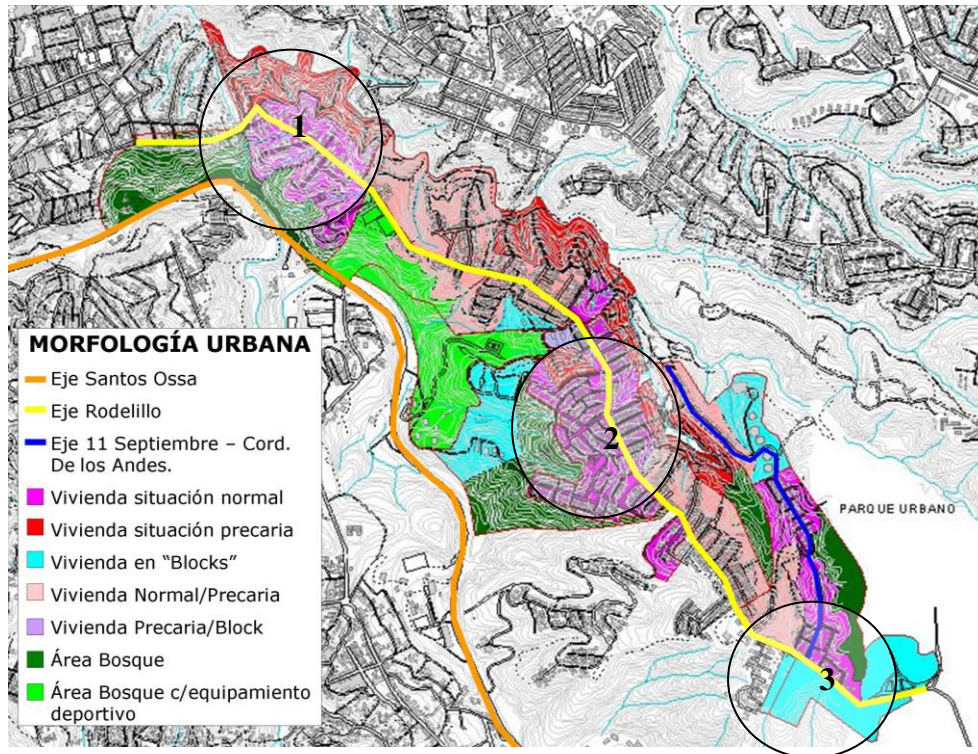 1
2
PARQUE URBANO
3
MORFOLOGÍA URBANA
Eje Santos Ossa
Eje Rodelillo
Eje 11 Septiembre – Cord.
De los Andes.
Vivienda situación normal
Vivienda situación precaria
Vivienda en “Blocks”
Vivienda Normal/Precaria
Vivienda Precaria/Block
Área Bosque
Área Bosque c/equipamiento
deportivo